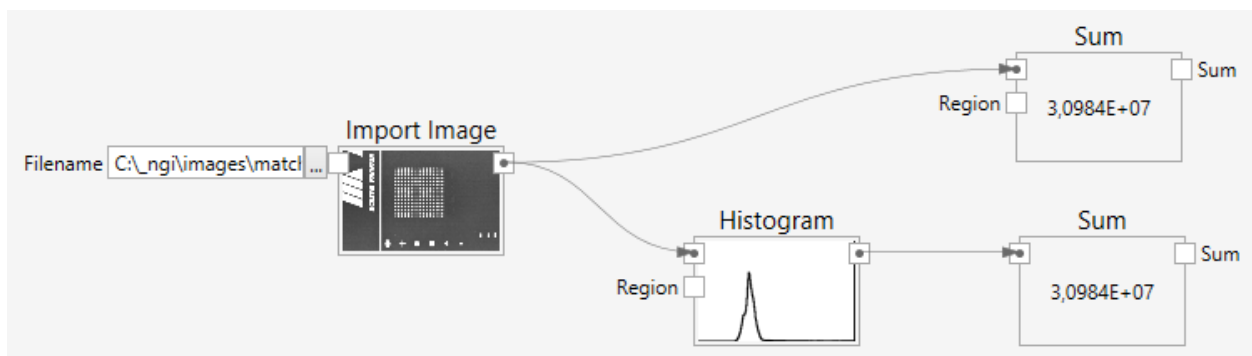 Sum
Sum
Region
3,0984E+07
Import Image
Filename
C:\_ngi\images\matcl
...
Histogram
Region
Sum
Sum
3,0984E+07